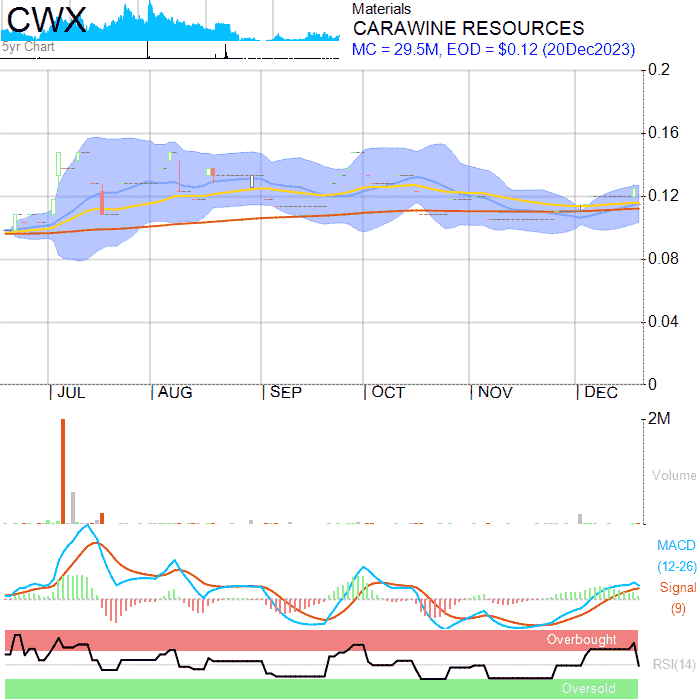 CWX
5yr Chart
Materials
CARAWINE RESOURCES
MC = 29.5M, EOD = $0.12 (20Dec2023)
0.2
0.16
0.12
0.08
0.04
0
JUL
AUG
SEP
OCT
NOV
DEC
2M
Volume
MACD
(12-26)
Signal
(9)
Overbought
RSI(14)
Oversold